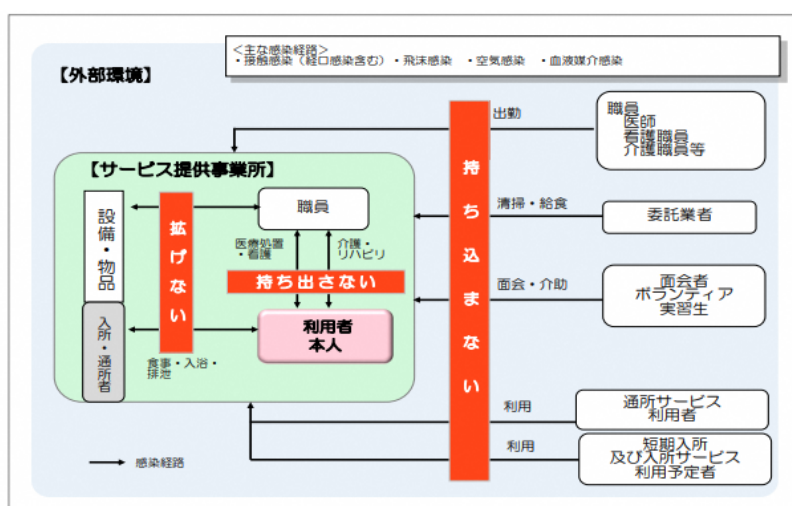 ＜主な感染経路＞
・接触感染（経口感染含む）・飛沫感染　・空気感染　・血液媒介感染
【外部環境】
出勤
職員
医師
看護職員
介護職員等
【サービス提供事業所】
持ち込まない
設備・物品
拡げない
職員
清掃・給食
委託業者
医療処置
・看護
介護・
リハビリ
持ち出さない
面会・介助
面会者
ボランティア
実習生
入所・通所者
利用者
本人
食事・入浴・
排泄
利用
通所サービス
利用者
利用
短期入所
及び入所サービス
利用予定者
感染経路